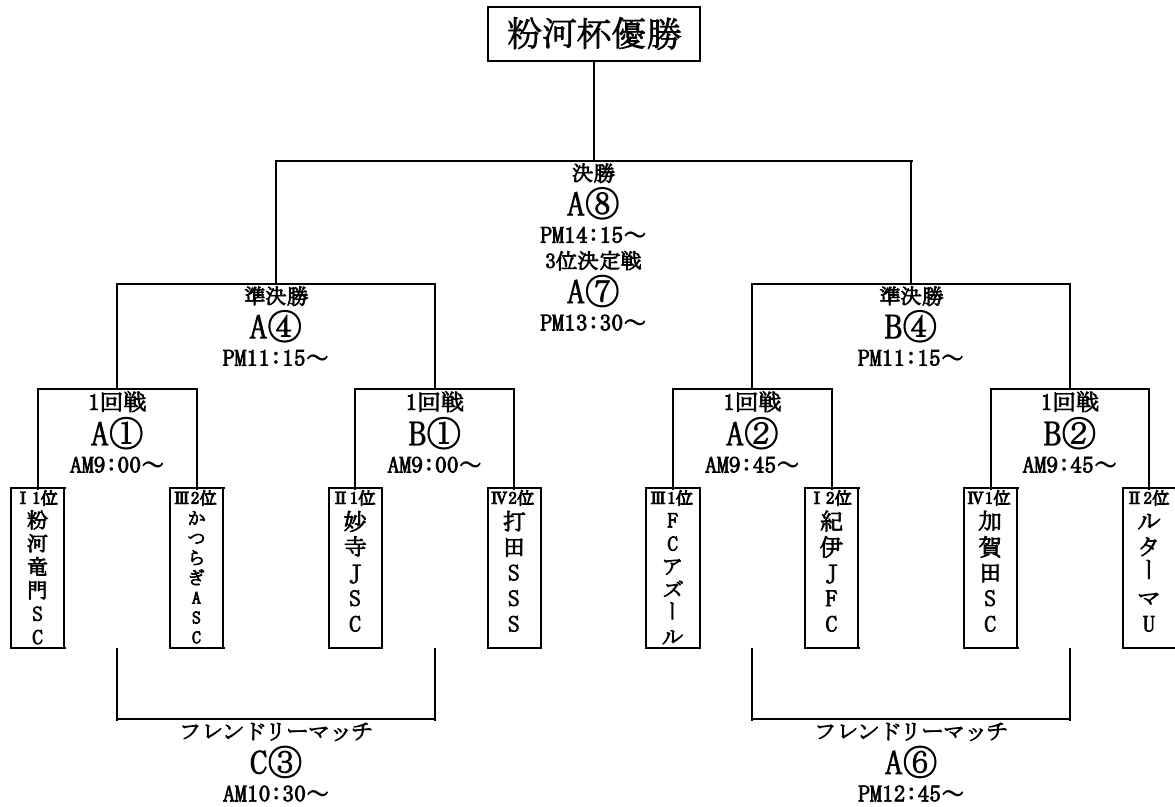 粉河杯優勝
決勝
A⑧
PM14:15～
3位決定戦
A⑦
PM13:30～
準決勝
A④
PM11:15～
準決勝
B④
PM11:15～
1回戦
A①
AM9:00～
1回戦
B①
AM9:00～
1回戦
A②
AM9:45～
1回戦
B②
AM9:45～
Ⅰ1位
粉河竜門SC
Ⅲ2位
かつらぎASC
Ⅱ1位
妙寺JSC
Ⅳ2位
打田SSS
Ⅲ1位
FCアズール
Ⅰ2位
紀伊JFC
Ⅳ1位
加賀田SC
Ⅱ2位
ルターマU
フレンドリーマッチ
C③
AM10:30～
フレンドリーマッチ
A⑥
PM12:45～